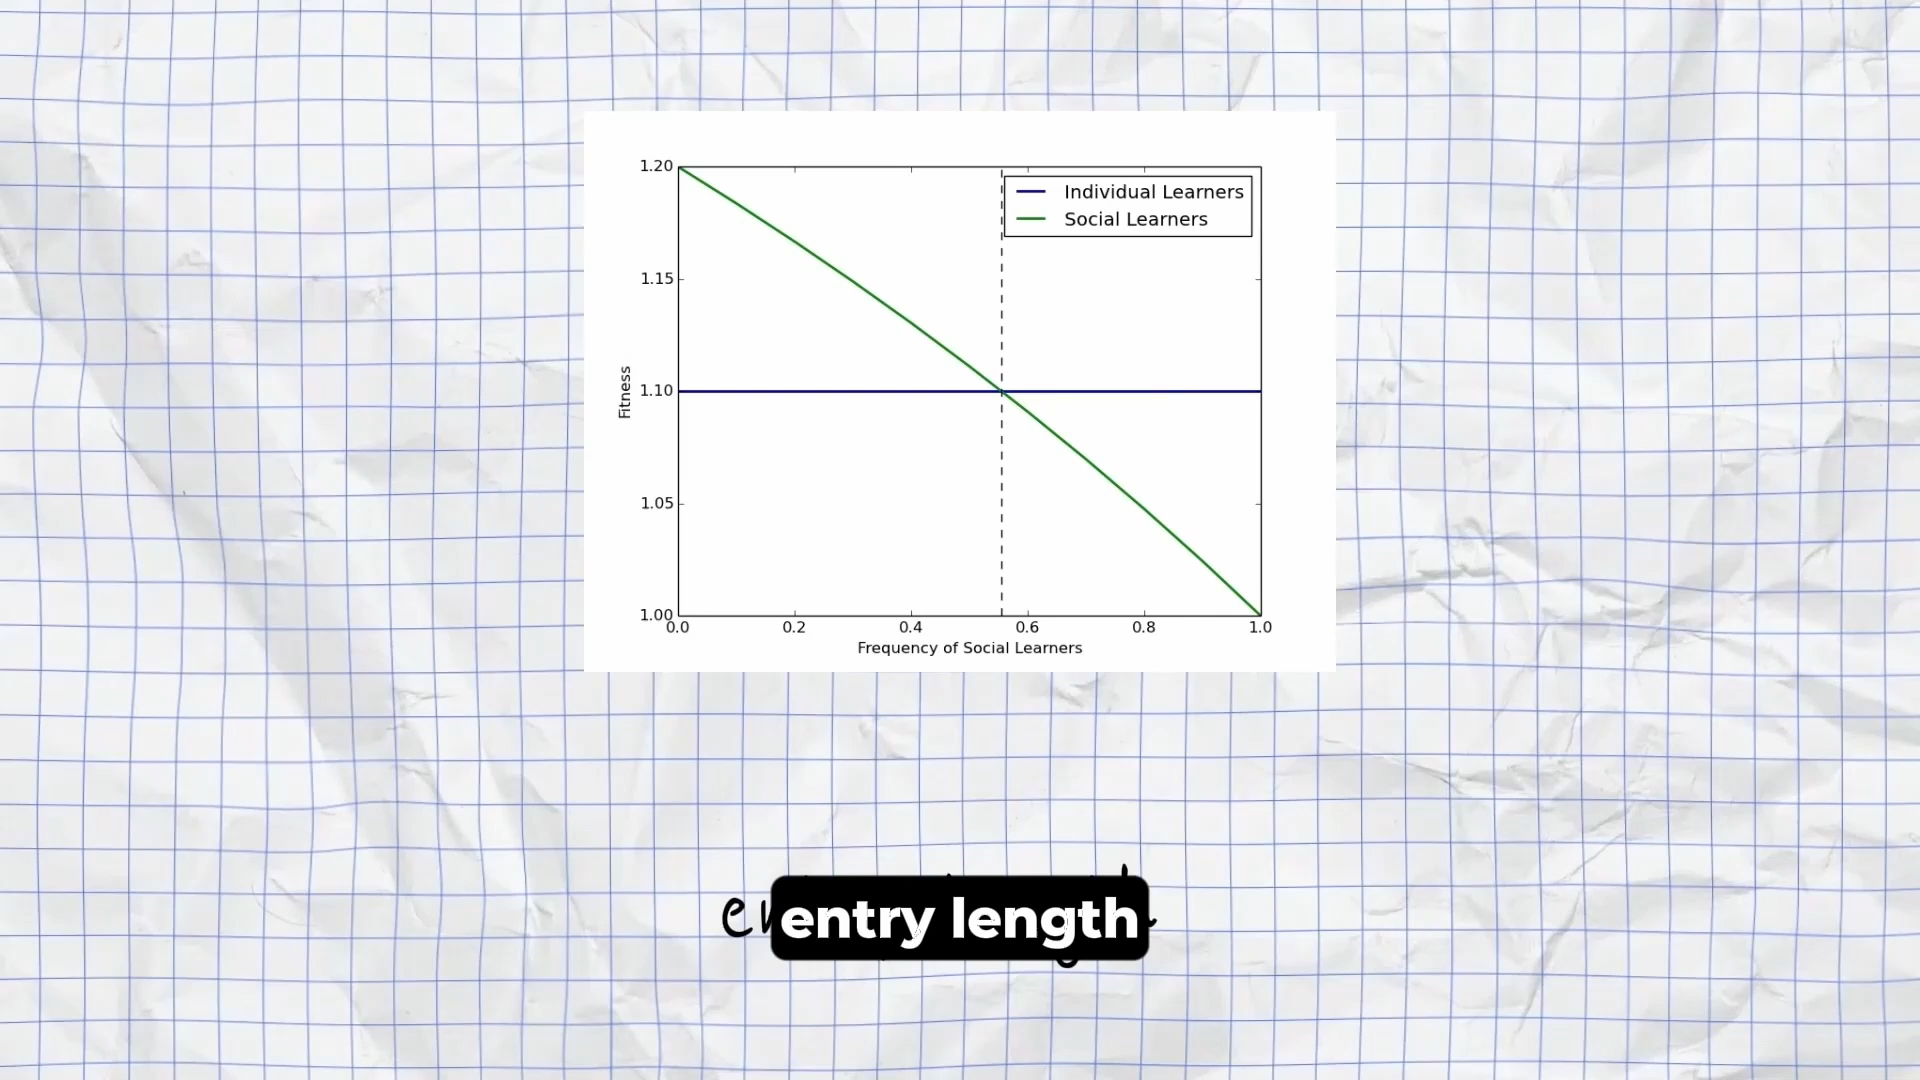 1.20
Individual Learners
Social Learners
1.15
1.10
Fitness
1.05
1.00
0.0 0.2 0.4 0.6 0.8 1.0
Frequency of Social Learners
entry length